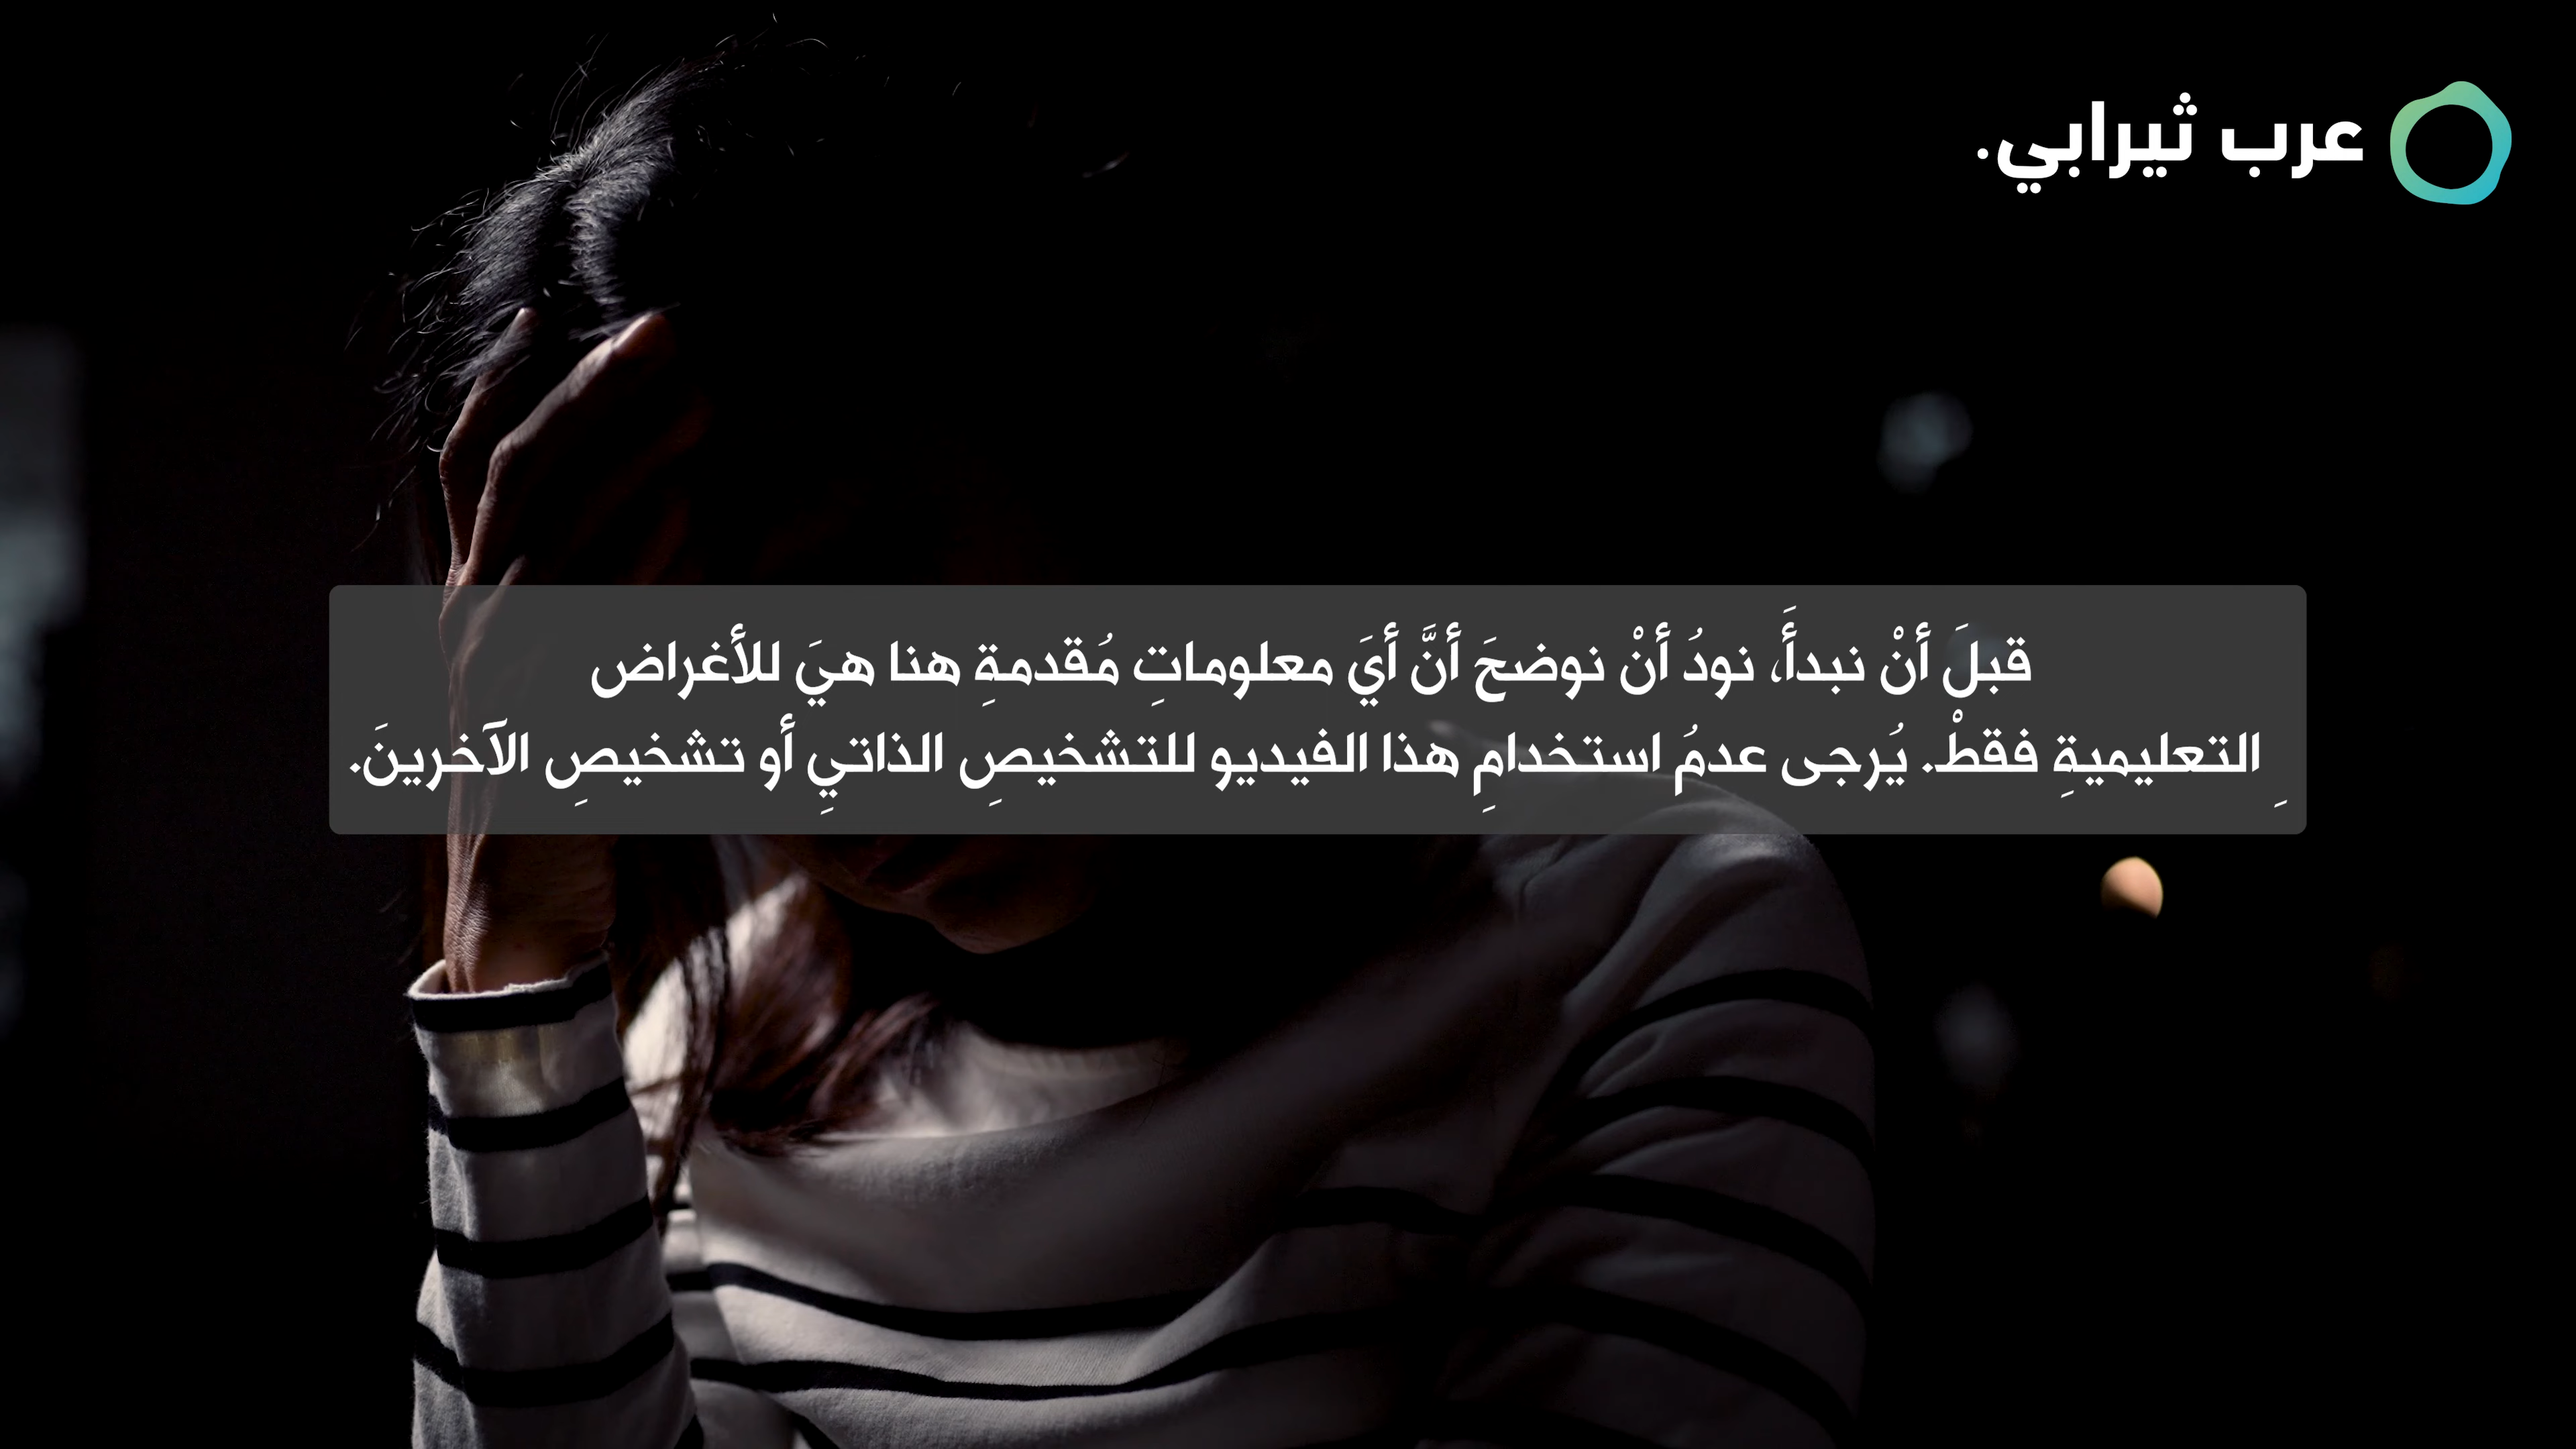 عرب ثيرابي.
قبلَ أنْ نبدأَ، نودُ أنْ نوضحَ أنَّ أيَ معلوماتِ مُقدمةِ هنا هيَ للأغراض
ِ التعليميةِ فقطْ. يُرجى عدمُ استخدامِ هذا الفيديو للتشخيصِ الذاتيِ أو تشخيصِ الآخرينَ.